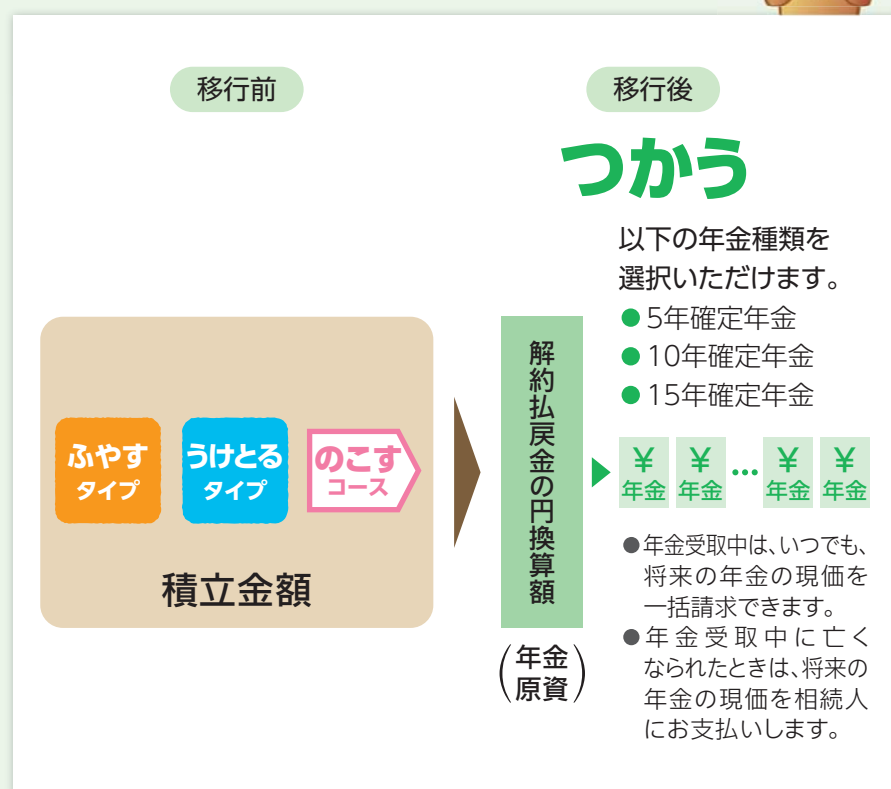 移行前
移行後
つかう
以下の年金種類を
選択いただけます。
●5年確定年金
●10年確定年金
●15年確定年金
ふやす
タイプ
うけとる
タイプ
のこす
コース
積立金額
解約払戻金の円換算額
(年金
原資)
¥ ¥ … ¥ ¥
年金 年金 年金 年金
●年金受取中は、いつでも、
将来の年金の現価を
一括請求できます。
●年金受取中に亡く
なられたときは、将来の
年金の現価を相続人
にお支払いします。